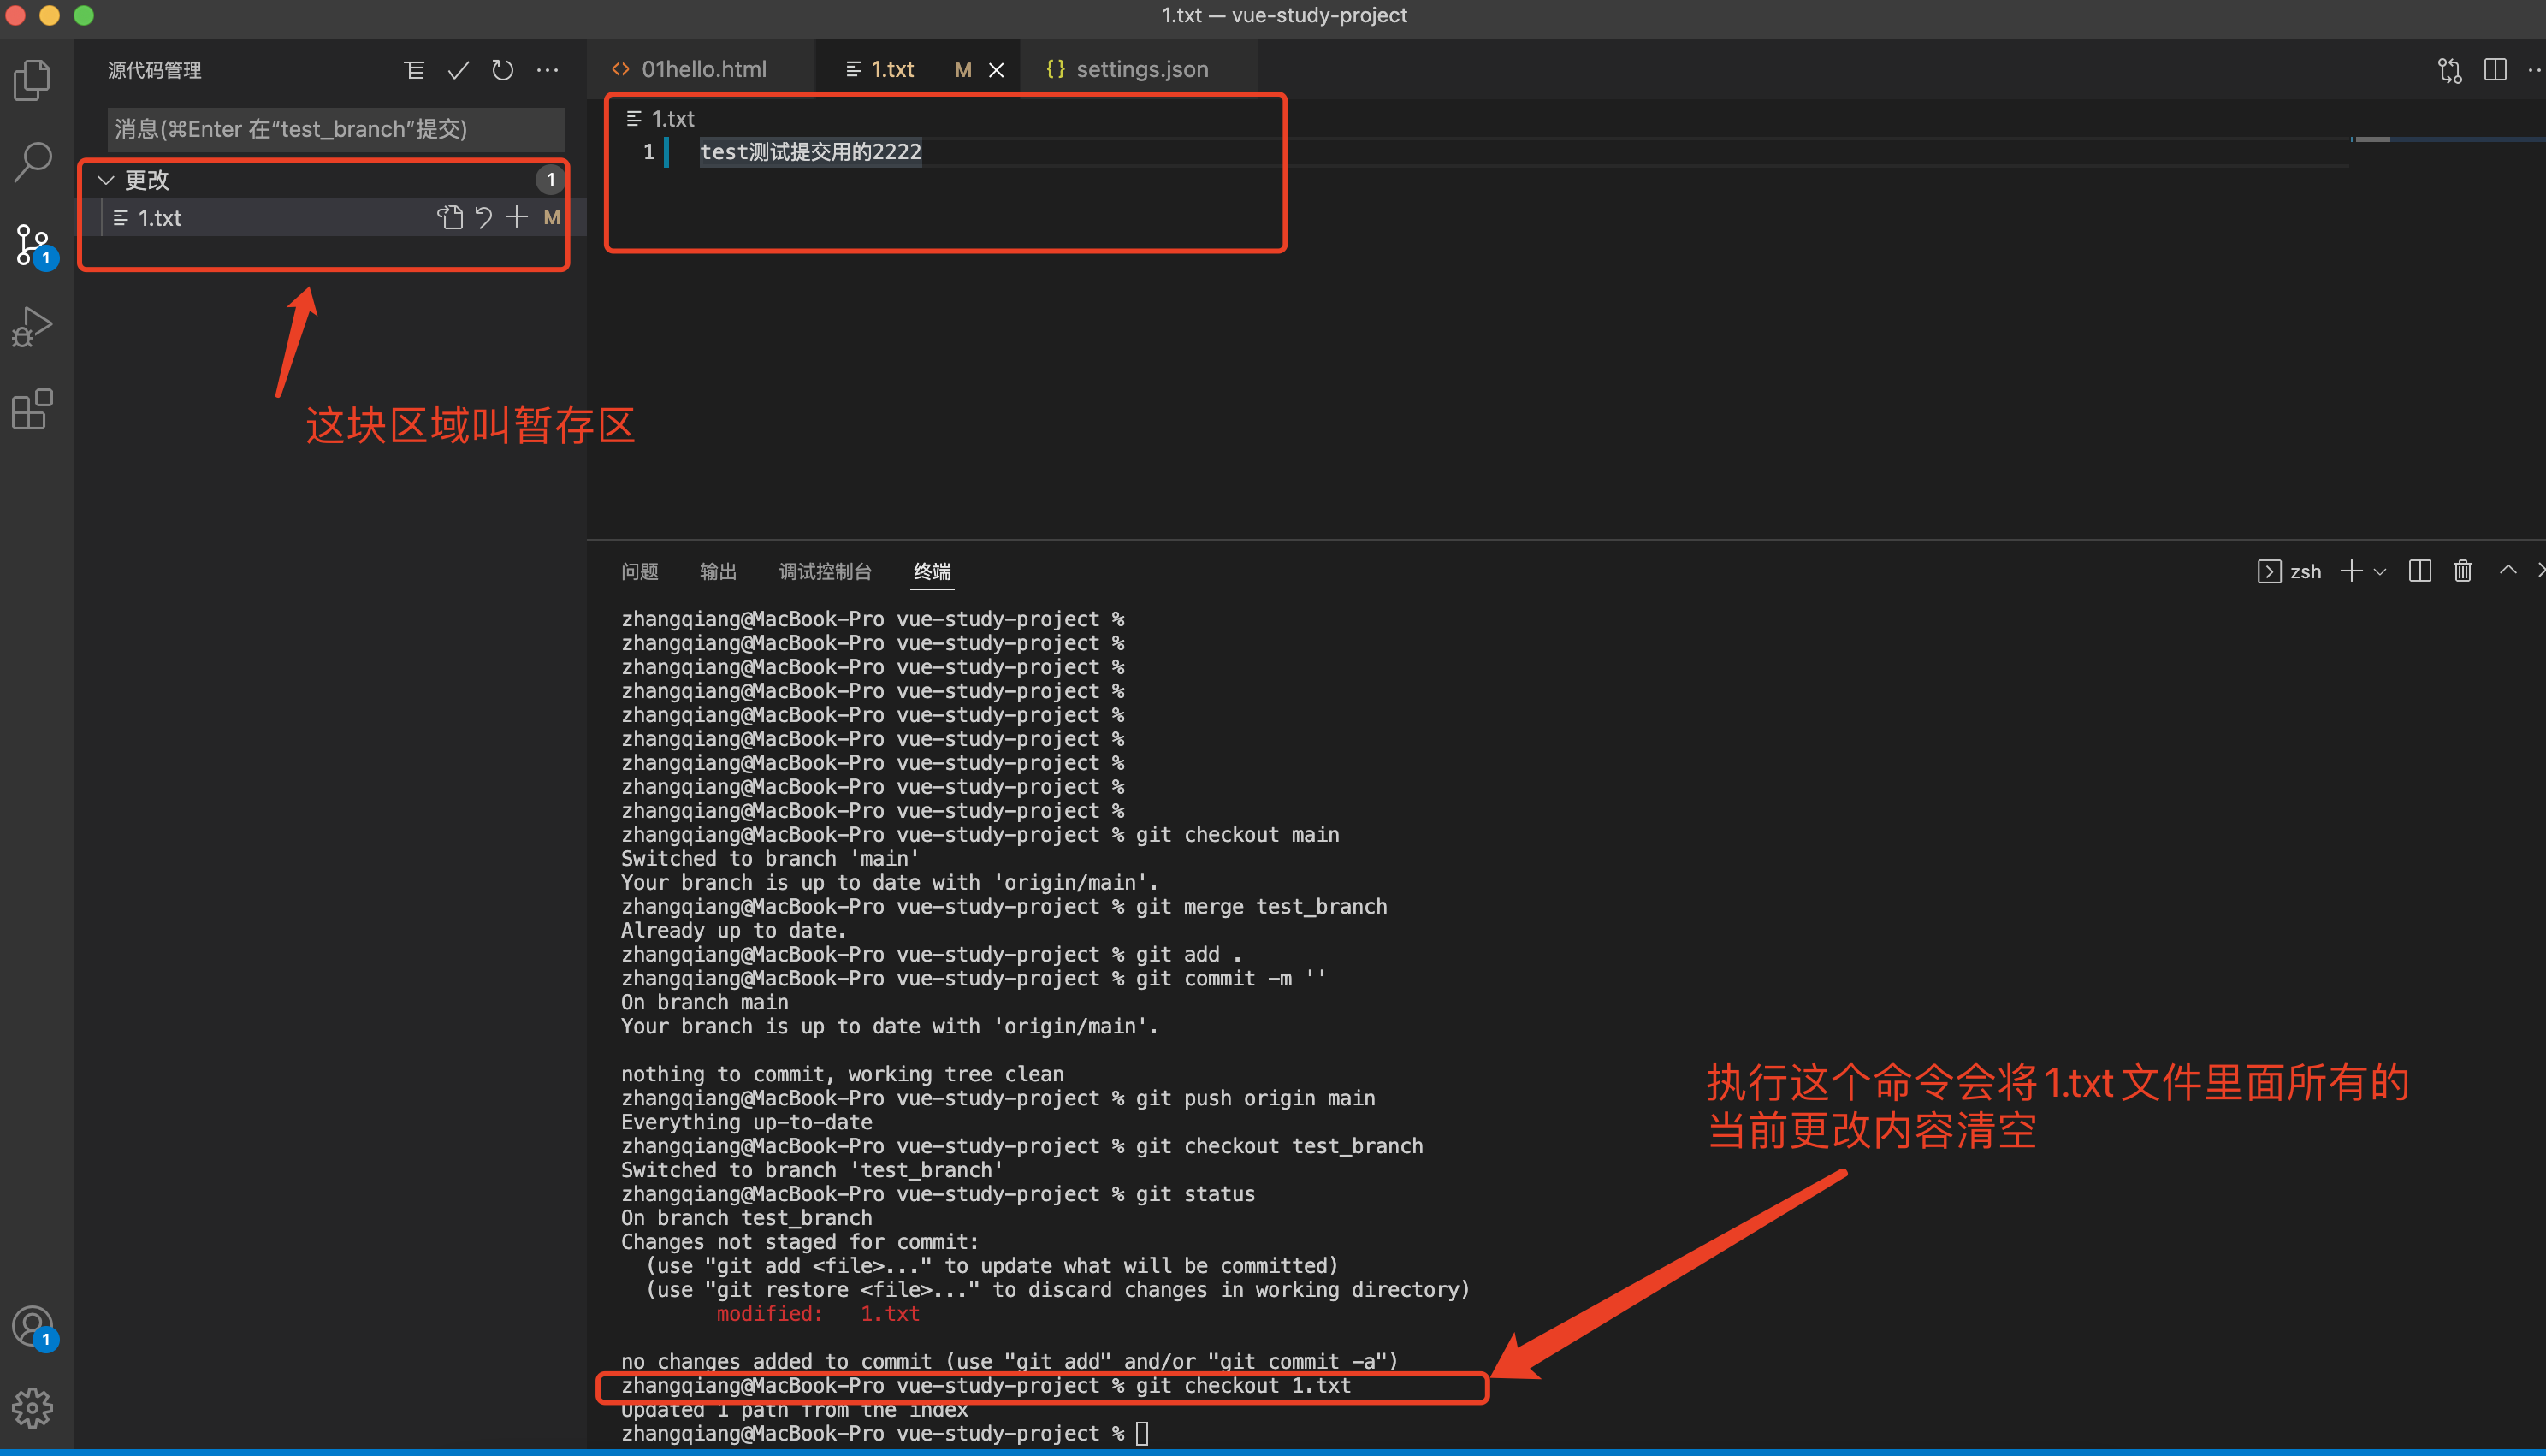 1.txt — vue-study-project
源代码管理
消息(⌘Enter 在“test_branch”提交)
更改 1
1.txt M
1
这块区域叫暂存区
1
01hello.html
1.txt M
settings.json
1.txt
1 test测试提交用的2222
问题 输出 调试控制台 终端
zsh
zhangqiang@MacBook-Pro vue-study-project %
zhangqiang@MacBook-Pro vue-study-project %
zhangqiang@MacBook-Pro vue-study-project %
zhangqiang@MacBook-Pro vue-study-project %
zhangqiang@MacBook-Pro vue-study-project %
zhangqiang@MacBook-Pro vue-study-project %
zhangqiang@MacBook-Pro vue-study-project %
zhangqiang@MacBook-Pro vue-study-project %
zhangqiang@MacBook-Pro vue-study-project %
zhangqiang@MacBook-Pro vue-study-project % git checkout main
Switched to branch 'main'
Your branch is up to date with 'origin/main'.
zhangqiang@MacBook-Pro vue-study-project % git merge test_branch
Already up to date.
zhangqiang@MacBook-Pro vue-study-project % git add .
zhangqiang@MacBook-Pro vue-study-project % git commit -m ''
On branch main
Your branch is up to date with 'origin/main'.
nothing to commit, working tree clean
zhangqiang@MacBook-Pro vue-study-project % git push origin main
Everything up-to-date
zhangqiang@MacBook-Pro vue-study-project % git checkout test_branch
Switched to branch 'test_branch'
zhangqiang@MacBook-Pro vue-study-project % git status
On branch test_branch
Changes not staged for commit:
(use "git add <file>..." to update what will be committed)
(use "git restore <file>..." to discard changes in working directory)
modified: 1.txt
no changes added to commit (use "git add" and/or "git commit -a")
zhangqiang@MacBook-Pro vue-study-project % git checkout 1.txt
Updated 1 path from the index
zhangqiang@MacBook-Pro vue-study-project %
执行这个命令会将1.txt文件里面所有的
当前更改内容清空